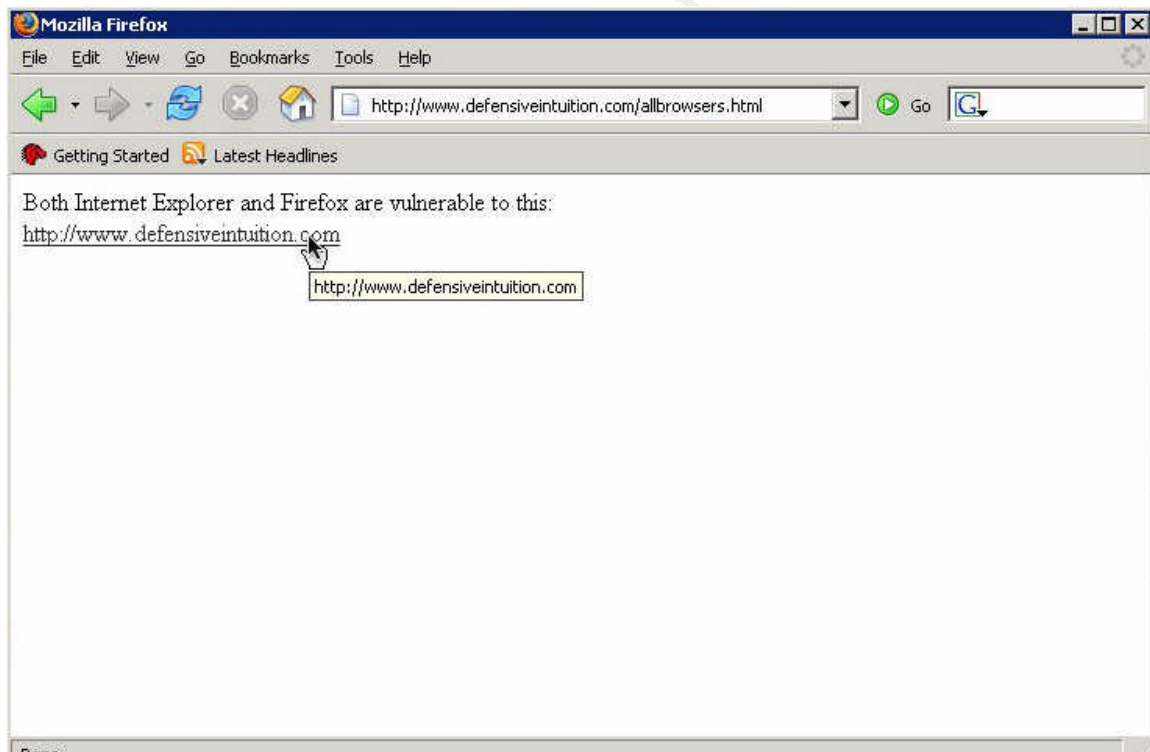 Mozilla Firefox
File Edit View Go Bookmarks Tools Help
http://www.defensiveintuition.com/allbrowsers.html Go G
Getting Started Latest Headlines
Both Internet Explorer and Firefox are vulnerable to this:
http://www.defensiveintuition.com
http://www.defensiveintuition.com